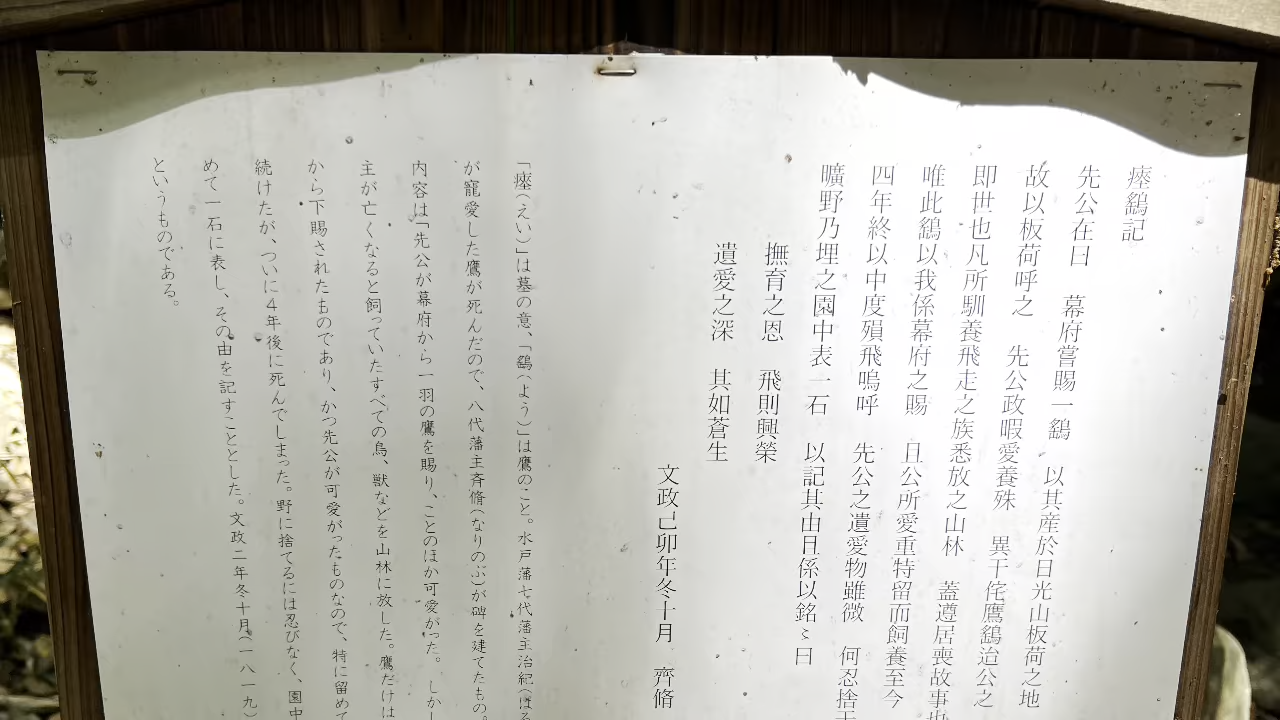 瘞鷂記
先公在日　幕府嘗賜一鷂　以其産於日光山板荷之地
故以板荷呼之　先公政暇愛養殊　異干侘鷹鷂治公之
即世也凡所馴養飛走之族悉放之山林　蓋遵居喪故事也
唯此鷂以我係幕府之賜　且公所愛重特留而飼養至今
四年終以中度殞飛嗚呼　先公之遺愛物雖微　何忍捨
曠野乃埋之園中表一石　以記其由且係以銘〻曰
撫育之恩　飛則興榮
遺愛之深　其如蒼生
文政己卯年冬十月　齊脩
「瘞（えい）」は墓の意、「鷂（よう）」は鷹のこと。水戸藩七代藩主治紀（はる
が寵愛した鷹が死んだので、八代藩主斉脩（なりのぶ）が碑を建てたもの。
内容は「先公が幕府から一羽の鷹を賜り、ことのほか可愛がった。しかし
主が亡くなると飼っていたすべての鳥、獣などを山林に放した。鷹だけは
から下賜されたものであり、かつ先公が可愛がったものなので、特に留めて
続けたが、ついに４年後に死んでしまった。野に捨てるには忍びなく、園中
めて一石に表し、その由を記すこととした。文政二年冬十月（一八一九）
というものである。